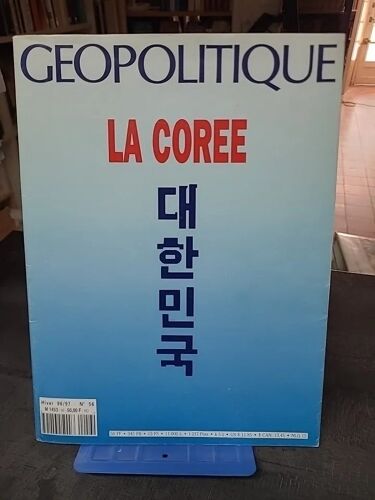 GEOPOLITIQUE
LA COREE
대한민국
Hiver 96/97 N° 56